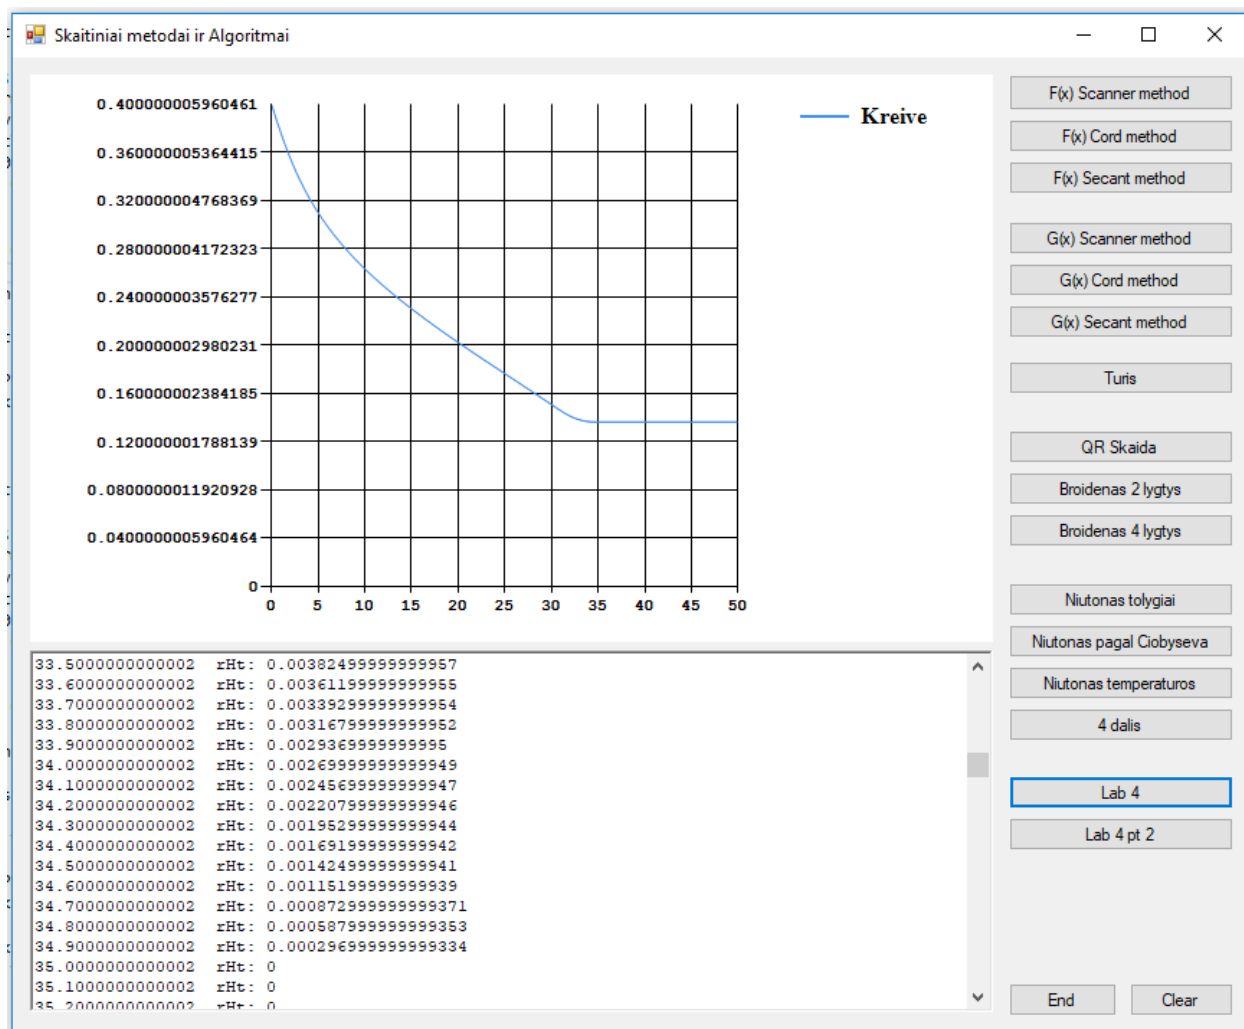 Skaitiniai metodai ir Algoritmai
0.400000005960461
0.360000005364415
0.320000004768369
0.280000004172323
0.240000003576277
0.200000002980231
0.160000002384185
0.120000001788139
0.0800000011920928
0.0400000005960464
0
0 5 10 15 20 25 30 35 40 45 50
Kreive
33.5000000000002 rHt: 0.00382499999999957
33.6000000000002 rHt: 0.00361199999999955
33.7000000000002 rHt: 0.00339299999999954
33.8000000000002 rHt: 0.00316799999999952
33.9000000000002 rHt: 0.0029369999999995
34.0000000000002 rHt: 0.00269999999999949
34.1000000000002 rHt: 0.00245699999999947
34.2000000000002 rHt: 0.00220799999999946
34.3000000000002 rHt: 0.00195299999999944
34.4000000000002 rHt: 0.00169199999999942
34.5000000000002 rHt: 0.00142499999999941
34.6000000000002 rHt: 0.00115199999999939
34.7000000000002 rHt: 0.000872999999999371
34.8000000000002 rHt: 0.000587999999999353
34.9000000000002 rHt: 0.000296999999999334
35.0000000000002 rHt: 0
35.1000000000002 rHt: 0
35.2000000000002 rHt: 0
F(x) Scanner method
F(x) Cord method
F(x) Secant method
G(x) Scanner method
G(x) Cord method
G(x) Secant method
Turis
QR Skaida
Broidenas 2 lygtys
Broidenas 4 lygtys
Niutonas tolygiai
Niutonas pagal Ciobyseva
Niutonas temperaturos
4 dalis
Lab 4
Lab 4 pt 2
End
Clear